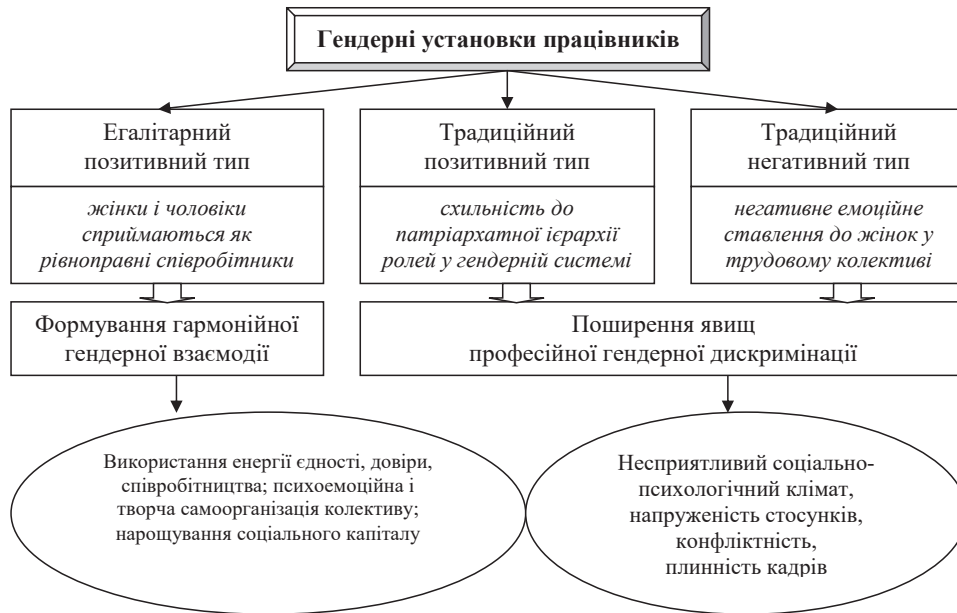 Гендерні установки працівників
Егалітарний
позитивний тип
жінки і чоловіки
сприймаються як
рівноправні співробітники
Традиційний
позитивний тип
схильність до
патріархатної ієрархії
ролей у гендерній системі
Традиційний
негативний тип
негативне емоційне
ставлення до жінок у
трудовому колективі
Формування гармонійної
гендерної взаємодії
Поширення явищ
професійної гендерної дискримінації
Використання енергії єдності, довіри,
співробітництва; психоемоційна і
творча самоорганізація колективу;
нарощування соціального капіталу
Несприятливий соціально-
психологічний клімат,
напруженість стосунків,
конфліктність,
плинність кадрів